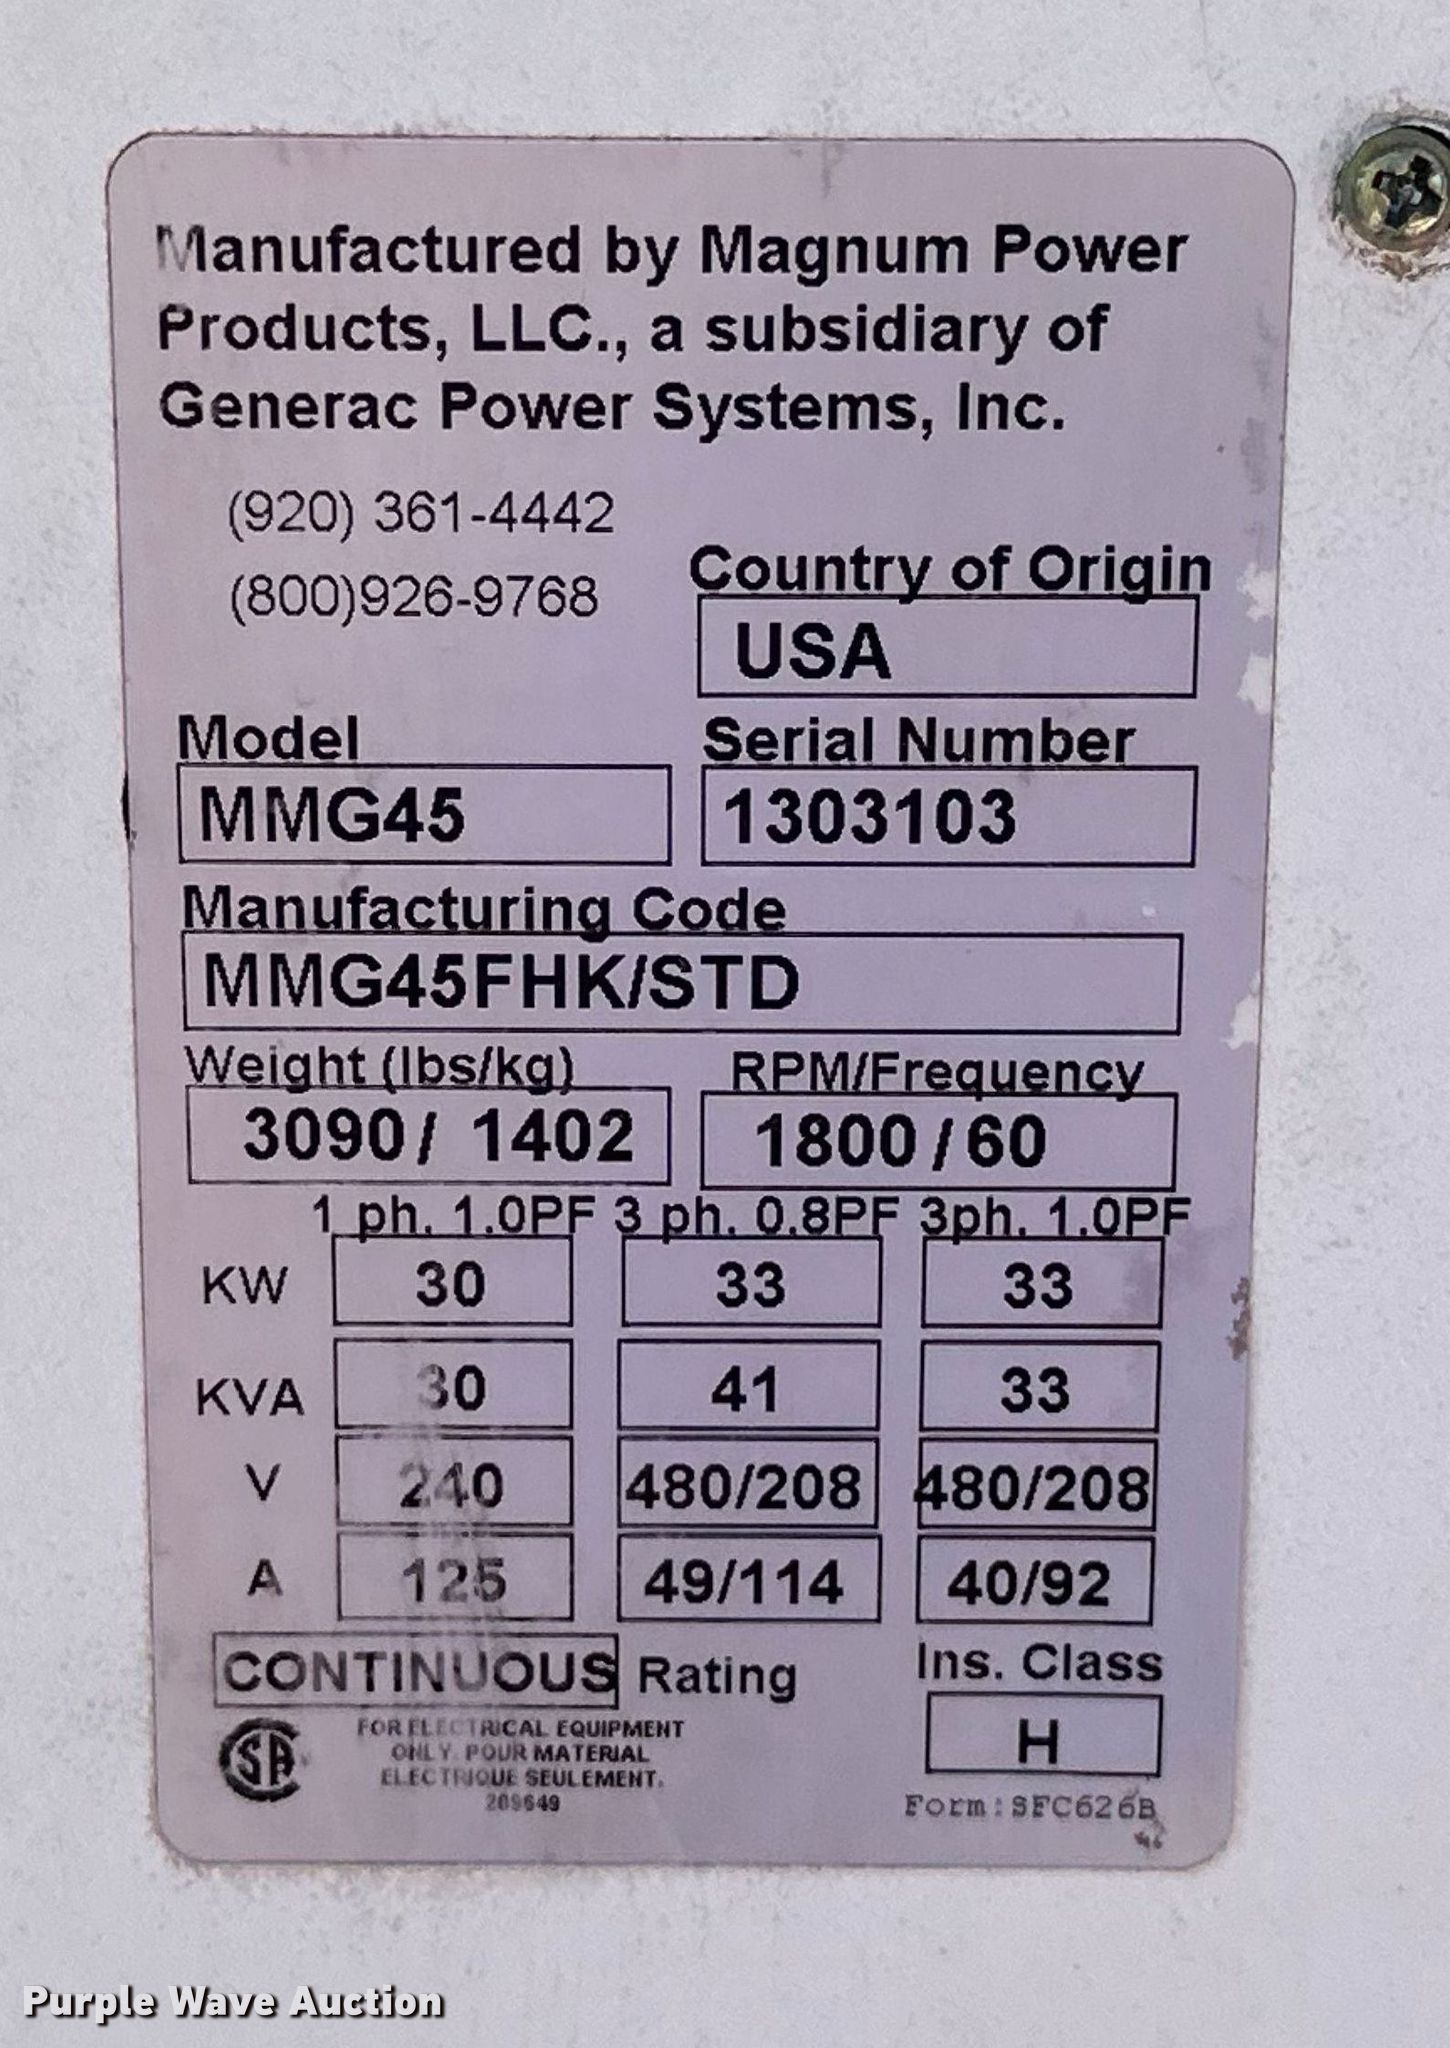 Manufactured by Magnum Power
Products, LLC., a subsidiary of
Generac Power Systems, Inc.
(920) 361-4442
(800)926-9768
Country of Origin
USA
Model
Serial Number
MMG45
1303103
Manufacturing Code
MMG45FHK/STD
Weight (lbs/kg)
RPM/Frequency
3090/ 1402
1800 / 60
1 ph. 1.0PF 3 ph. 0.8PF 3ph. 1.0PF
KW 30 33 33
KVA 30 41 33
V 240 480/208 480/208
A 125 49/114 40/92
CONTINUOUS Rating
Ins. Class
H
SA
FOR ELECTRICAL EQUIPMENT
ONLY. POUR MATERIAL
ELECTRIQUE SEULEMENT.
209649
Form:SFC626B
Purple Wave Auction